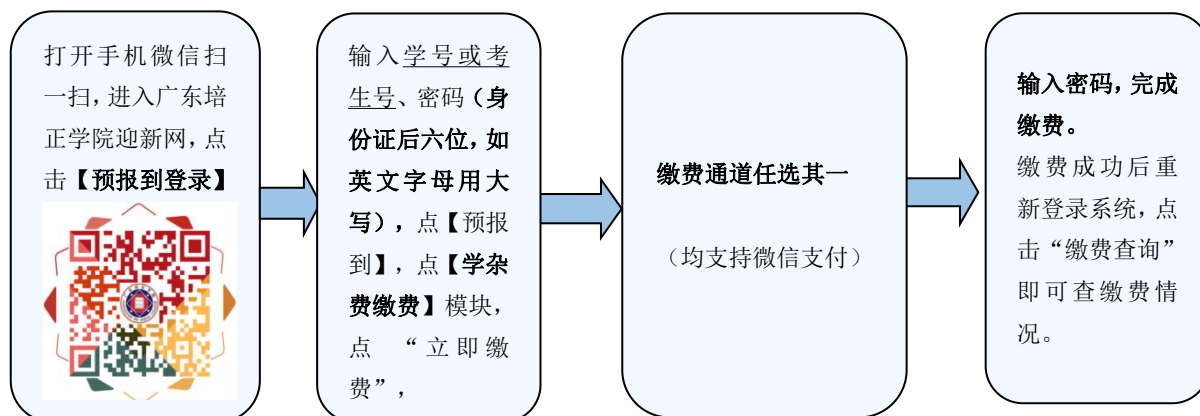 打开手机微信扫
一扫，进入广东培
正学院迎新网，点
击【预报到登录】
输入学号或考
生号、密码（身
份证后六位，如
英文字母用大
写），点【预报
到】，点【学杂
费缴费】模块，
点 “立即缴
费”，
缴费通道任选其一
（均支持微信支付）
输入密码，完成
缴费。
缴费成功后重
新登录系统，点
击“缴费查询”
即可查缴费情
况。